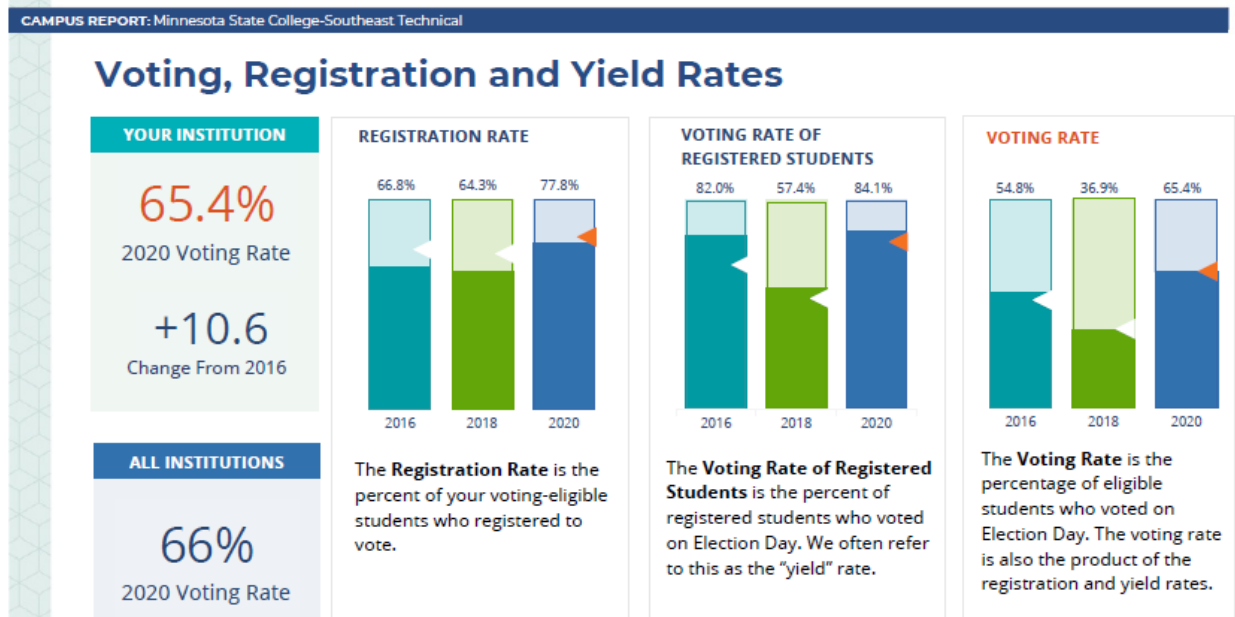 CAMPUS REPORT: Minnesota State College-Southeast Technical
Voting, Registration and Yield Rates
YOUR INSTITUTION
65.4%
2020 Voting Rate
+10.6
Change From 2016
ALL INSTITUTIONS
66%
2020 Voting Rate
REGISTRATION RATE
66.8% 64.3% 77.8%
2016 2018 2020
The Registration Rate is the
percent of your voting-eligible
students who registered to
vote.
VOTING RATE OF
REGISTERED STUDENTS
82.0% 57.4% 84.1%
2016 2018 2020
The Voting Rate of Registered
Students is the percent of
registered students who voted
on Election Day. We often refer
to this as the “yield” rate.
VOTING RATE
54.8% 36.9% 65.4%
2016 2018 2020
The Voting Rate is the
percentage of eligible
students who voted on
Election Day. The voting rate
is also the product of the
registration and yield rates.